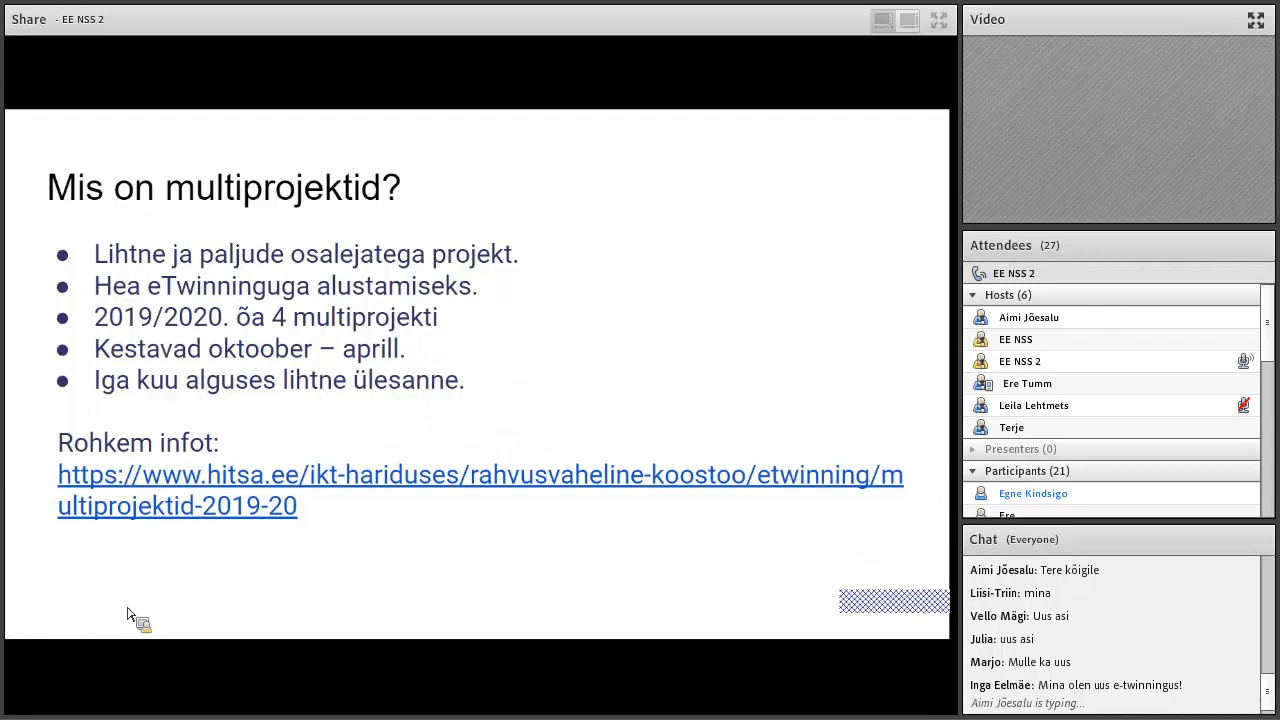 Share - EE NSS 2
Mis on multiprojektid?
● Lihtne ja paljude osalejatega projekt.
● Hea eTwinninguga alustamiseks.
● 2019/2020. õa 4 multiprojekti
● Kestavad oktoober – aprill.
● Iga kuu alguses lihtne ülesanne.
Rohkem infot:
https://www.hitsa.ee/ikt-hariduses/rahvusvaheline-koostoo/etwinning/m
ultiprojektid-2019-20
Video
Attendees (27)
EE NSS 2
Hosts (6)
Aimi Jõesalu
EE NSS
EE NSS 2
Ere Tumm
Leila Lehtmets
Terje
Presenters (0)
Participants (21)
Egne Kindsigo
Ere
Chat (Everyone)
Aimi Jõesalu: Tere kõigile
Liisi-Triin: mina
Vello Mägi: Uus asi
Julia: uus asi
Marjo: Mulle ka uus
Inga Eelmäe: Mina olen uus e-twinningus!
Aimi Jõesalu is typing...